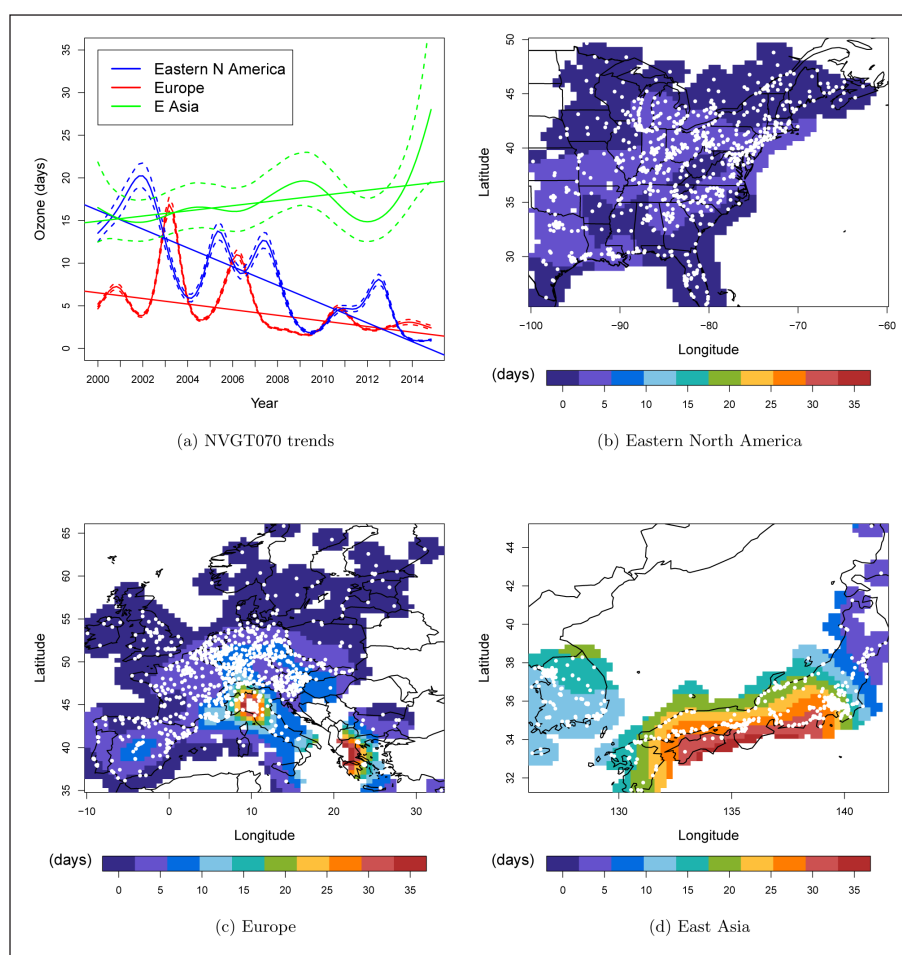 35
30
25
20
15
10
5
0
Ozone (days)
Eastern N America
Europe
E Asia
2000 2002 2004 2006 2008 2010 2012 2014
Year
(a) NVGT070 trends
50
45
40
35
30
Latitude
−100 −90 −80 −70 −60
Longitude
(days)
0 5 10 15 20 25 30 35
(b) Eastern North America
65
60
55
50
45
40
35
Latitude
−10 0 10 20 30
Longitude
(days)
0 5 10 15 20 25 30 35
(c) Europe
44
42
40
38
36
34
32
Latitude
130 135 140
Longitude
(days)
0 5 10 15 20 25 30 35
(d) East Asia